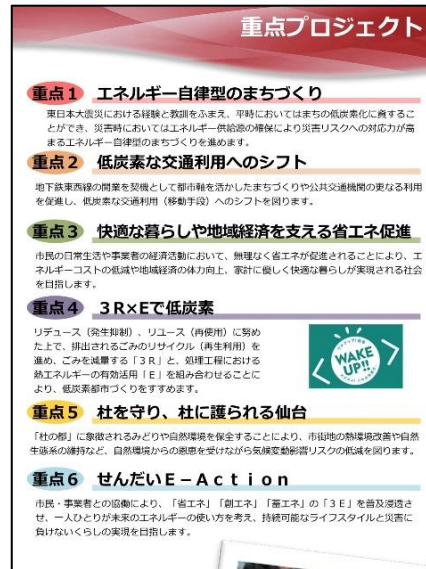 重点プロジェクト
重点1 エネルギー自律型のまちづくり
東日本大震災における経験と教訓をふまえ、平時においてはまちの低炭素化に資するこ
とができ、災害時においてはエネルギー供給源の確保により災害リスクへの対応力が高
まるエネルギー自律型のまちづくりを進めます。
重点2 低炭素な交通利用へのシフト
地下鉄東西線の開業を契機として都市軸を活かしたまちづくりや公共交通機関の更なる利用
を促進し、低炭素な交通利用（移動手段）へのシフトを図ります。
重点3 快適な暮らしや地域経済を支える省エネ促進
市民の日常生活や事業者の経済活動において、無理なく省エネが促進されることにより、エ
ネルギーコストの低減や地域経済の体力向上、家計に優しく快適な暮らしが実現される社会
を目指します。
重点4 3R×Eで低炭素
リデュース（発生抑制）、リユース（再使用）に努め
た上で、排出されるごみのリサイクル（再生利用）を
進め、ごみを減量する「３Ｒ」と、処理工程における
熱エネルギーの有効活用「Ｅ」を組み合わせることに
より、低炭素都市づくりをすすめます。
WAKE
UP!!
重点5 杜を守り、杜に護られる仙台
「杜の都」に象徴されるみどりや自然環境を保全することにより、市街地の熱環境改善や自然
生態系の維持など、自然環境からの恩恵を受けながら気候変動影響リスクの低減を図ります。
重点6 せんだいＥ－Ａｃｔｉｏｎ
市民・事業者との協働により、「省エネ」「創エネ」「蓄エネ」の「３Ｅ」を普及浸透さ
せ、一人ひとりが未来のエネルギーの使い方を考え、持続可能なライフスタイルと災害に
負けないくらしの実現を目指します。